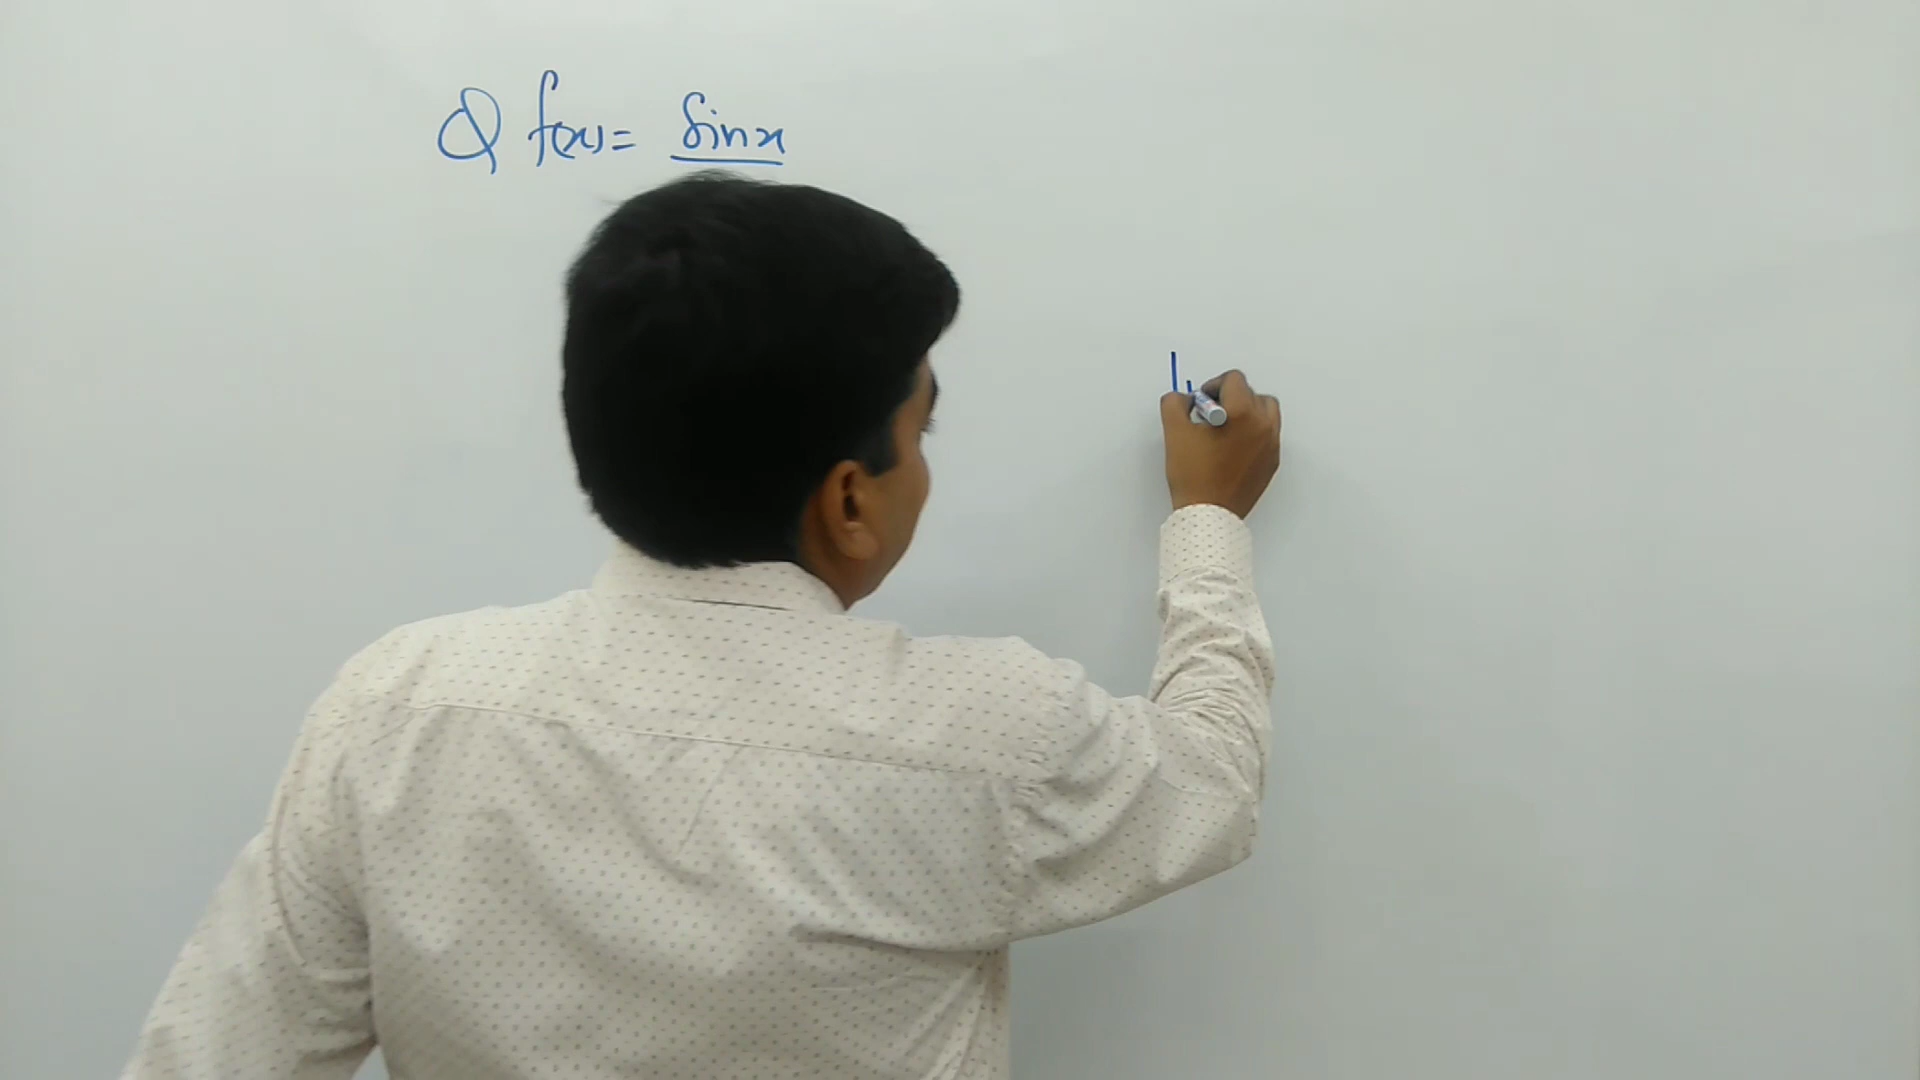 Q f(x) = sinx